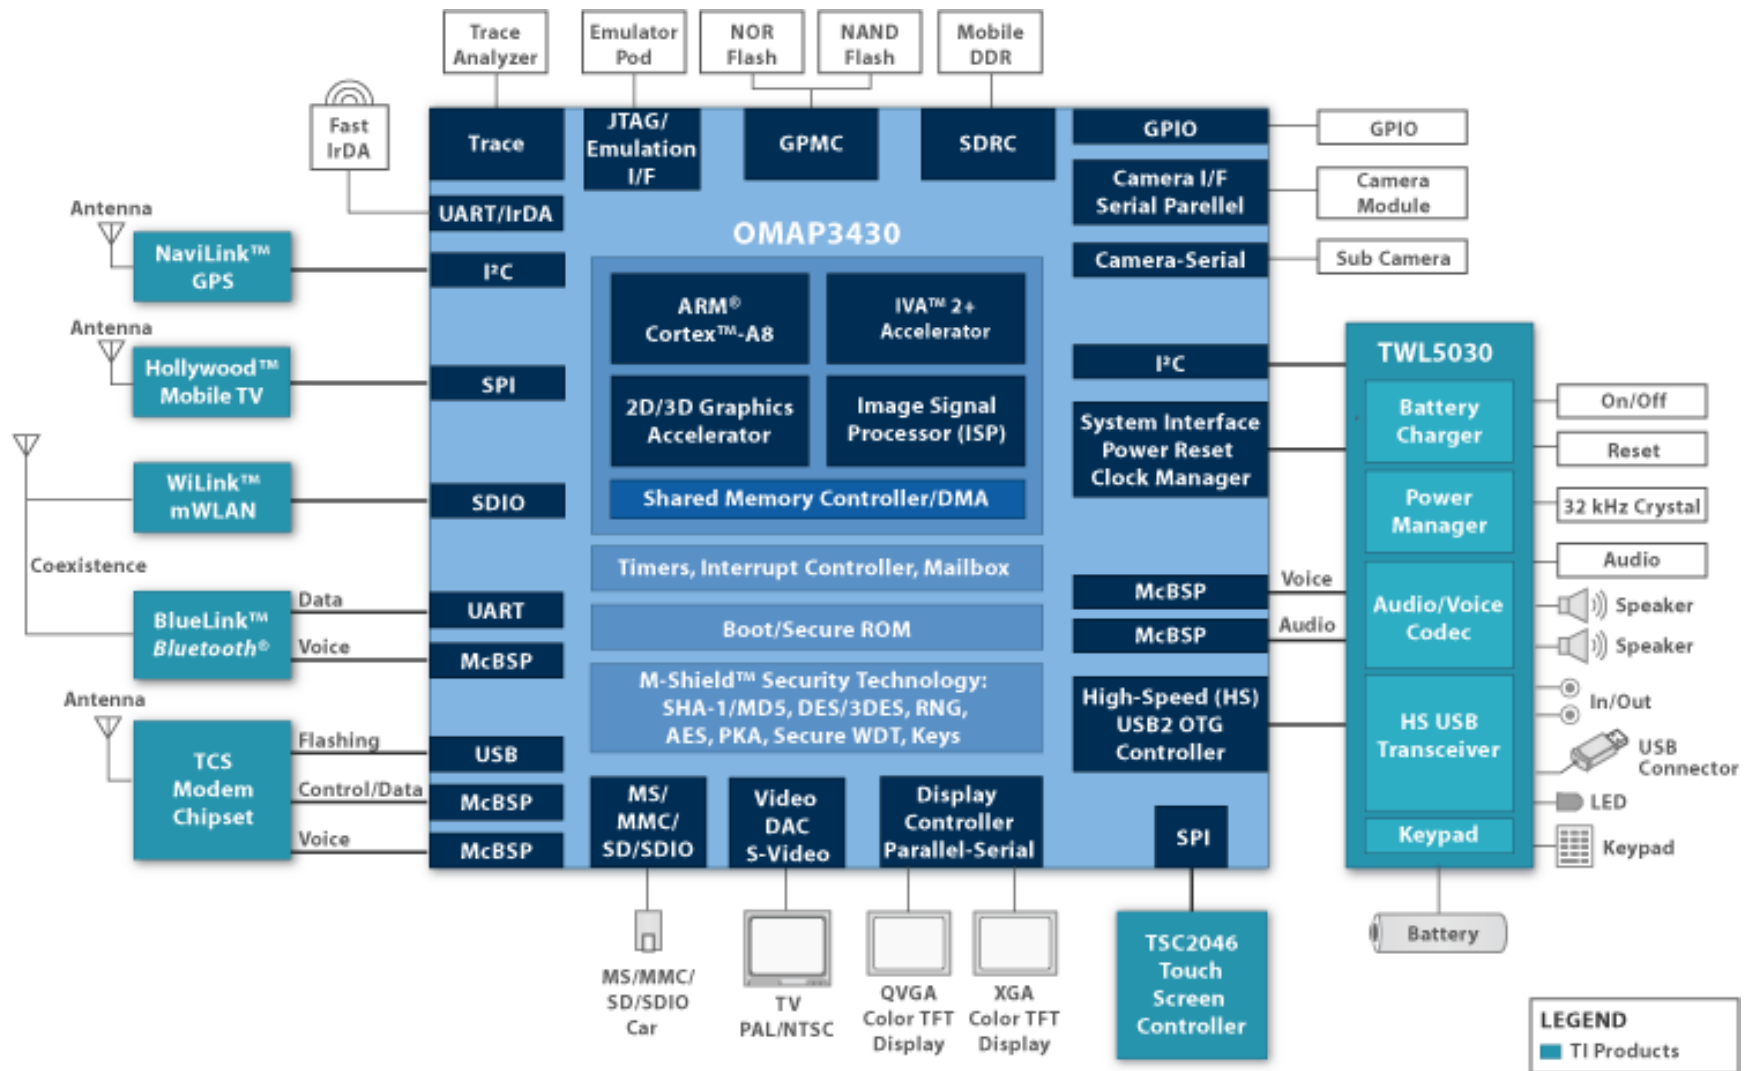 Trace
Analyzer
Emulator
Pod
NOR
Flash
NAND
Flash
Mobile
DDR
Fast
IrDA
Trace
JTAG/
Emulation
I/F
GPMC
SDRC
GPIO
GPIO
Camera I/F
Serial Parellel
Camera
Module
UART/IrDA
Antenna
NaviLink™
GPS
I²C
OMAP3430
Camera-Serial
Sub Camera
ARM®
Cortex™-A8
IVA™ 2+
Accelerator
Antenna
Hollywood™
Mobile TV
SPI
2D/3D Graphics
Accelerator
Image Signal
Processor (ISP)
I²C
System Interface
Power Reset
Clock Manager
TWL5030
Battery
Charger
On/Off
Reset
WiLink™
mWLAN
SDIO
Shared Memory Controller/DMA
Power
Manager
32 kHz Crystal
Coexistence
Timers, Interrupt Controller, Mailbox
Audio
BlueLink™
Bluetooth®
Data
UART
Voice
McBSP
Boot/Secure ROM
McBSP
Voice
McBSP
Audio
Audio/Voice
Codec
Speaker
Speaker
M-Shield™ Security Technology:
SHA-1/MD5, DES/3DES, RNG,
AES, PKA, Secure WDT, Keys
High-Speed (HS)
USB2 OTG
Controller
HS USB
Transceiver
In/Out
USB
Connector
LED
Antenna
TCS
Modem
Chipset
Flashing
USB
Control/Data
McBSP
Voice
McBSP
MS/
MMC/
SD/SDIO
Video
DAC
S-Video
Display
Controller
Parallel-Serial
SPI
Keypad
Keypad
MS/MMC/
SD/SDIO
Car
TV
PAL/NTSC
QVGA
Color TFT
Display
XGA
Color TFT
Display
TSC2046
Touch
Screen
Controller
Battery
LEGEND
TI Products